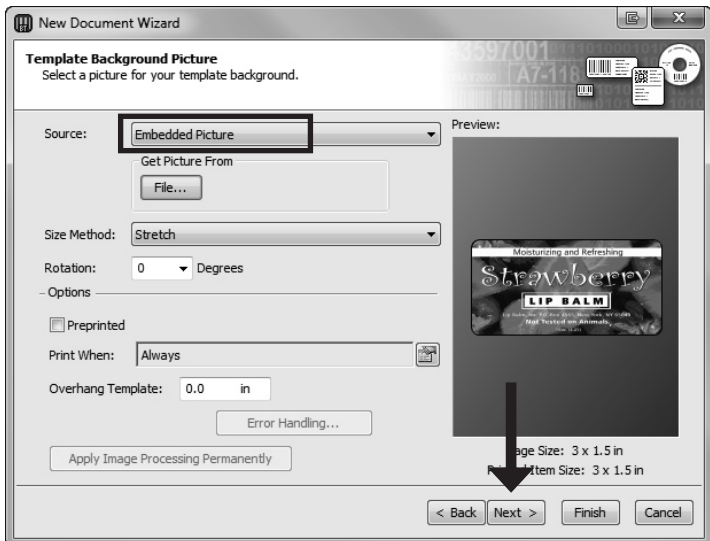 New Document Wizard
Template Background Picture
Select a picture for your template background.
3597001
A7-118
Source: Embedded Picture
Get Picture From
File...
Size Method: Stretch
Rotation: 0 Degrees
Options
Preprinted
Print When: Always
Overhang Template: 0.0 in
Error Handling...
Apply Image Processing Permanently
Preview:
Moisturizing and Refreshing
Strawberry
LIP BALM
Not Tested on Animals
Size: 3 x 1.5 in
Item Size: 3 x 1.5 in
< Back
Next >
Finish
Cancel